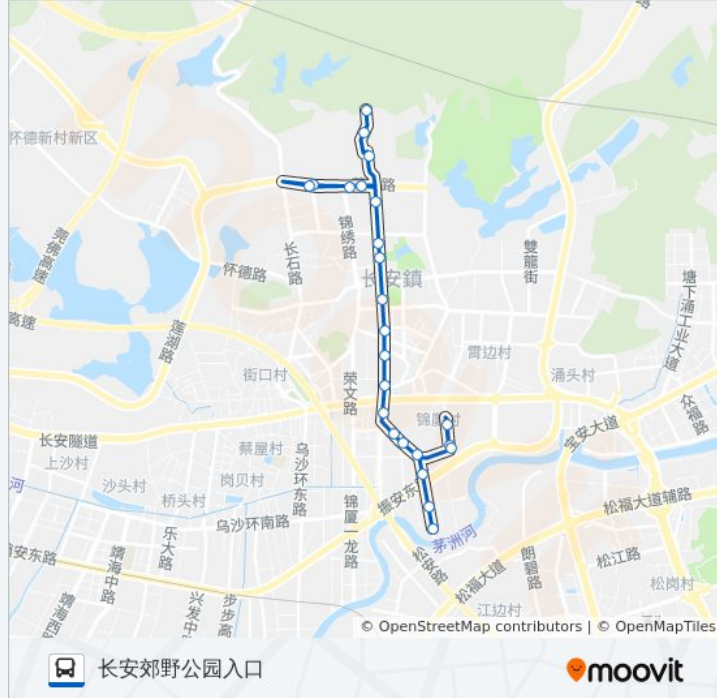 路
怀德新村新区
路
锦绣路
长石路
莞佛高速
怀德路
长安鎮
雙龍街
塘下涌工业大道
高速
莲湖路
霄边村
街口村
荣文路
涌头村
众福路
锦厦村
宝安大道
长安隧道
上沙村
蔡屋村
乌沙环东路
沙头村
岗贝村
河
桥头村
振安东
松福大道辅路
乌沙环南路
锦厦一龙路
乐大路
茅洲河
靖海中路
松安路
松福大道
朗碧路
松江路
安东路
松岗村
靖海西
兴发中
步步高
江边村
© OpenStreetMap contributors | © OpenMapTiles
长安郊野公园入口
moovit